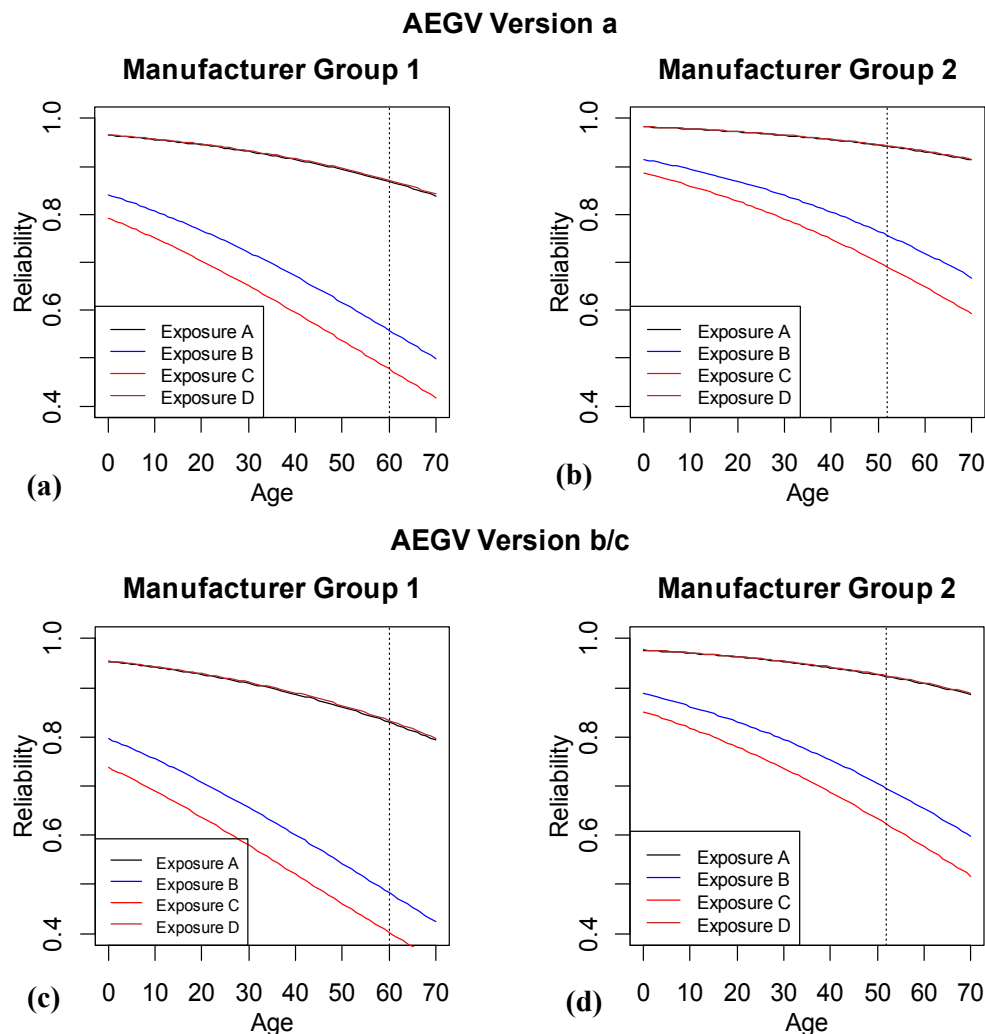 AEGV Version a
Manufacturer Group 1
Manufacturer Group 2
1.0
0.8
0.6
0.4
Reliability
Exposure A
Exposure B
Exposure C
Exposure D
0 10 20 30 40 50 60 70
Age
(a)
1.0
0.8
0.6
0.4
Reliability
Exposure A
Exposure B
Exposure C
Exposure D
0 10 20 30 40 50 60 70
Age
(b)
AEGV Version b/c
Manufacturer Group 1
Manufacturer Group 2
1.0
0.8
0.6
0.4
Reliability
Exposure A
Exposure B
Exposure C
Exposure D
0 10 20 30 40 50 60 70
Age
(c)
1.0
0.8
0.6
0.4
Reliability
Exposure A
Exposure B
Exposure C
Exposure D
0 10 20 30 40 50 60 70
Age
(d)